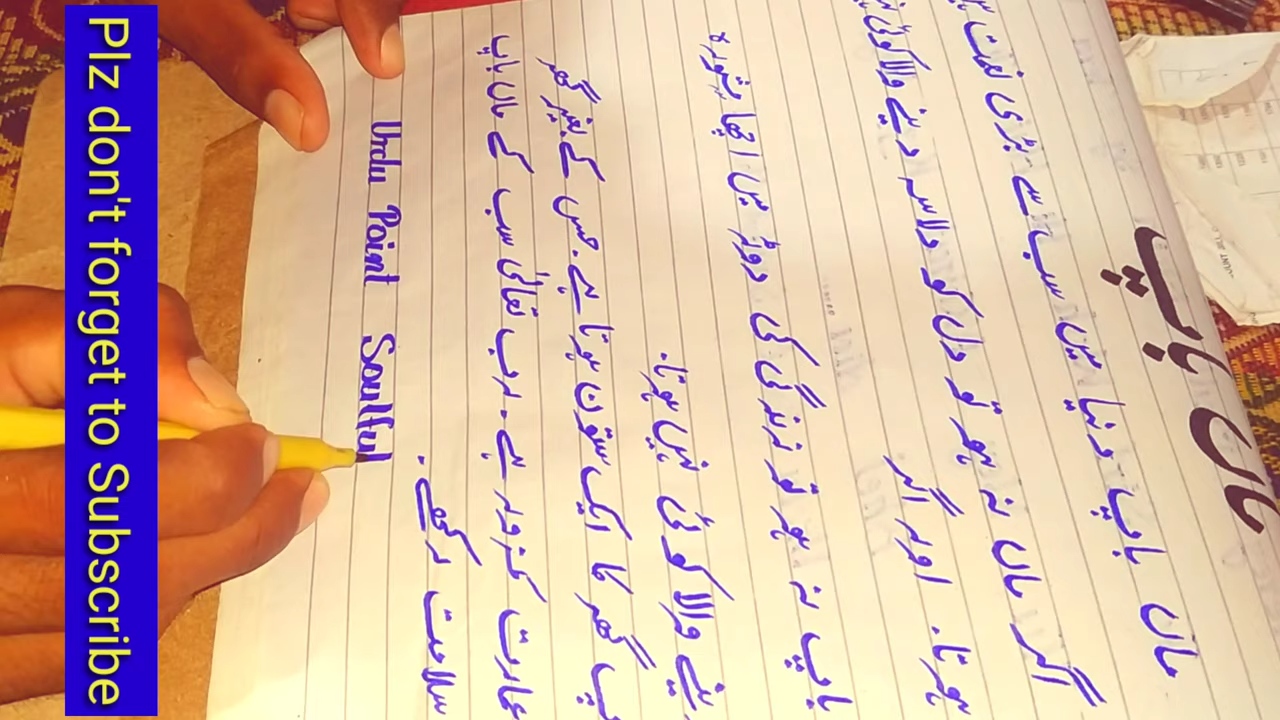 ماں باپ
ماں باپ دنیا میں سب سے بڑی نعمت
اگر ماں نہ ہو تو دل کو دلاسہ دینے والا کوئی
ہوتا۔ اور اگر
باپ نہ ہو تو زندگی کی دوڑ میں اچھا مشورہ
والا کوئی نہیں ہوتا۔
گھر کا ایک ستون ہوتا ہے۔ جس کے بغیر گھر
عمارت کمزور ہے۔ رب تعالیٰ سب کے ماں باپ
سلامت رکھے۔
Urdu Point Soulful
Plz don't forget to Subscribe